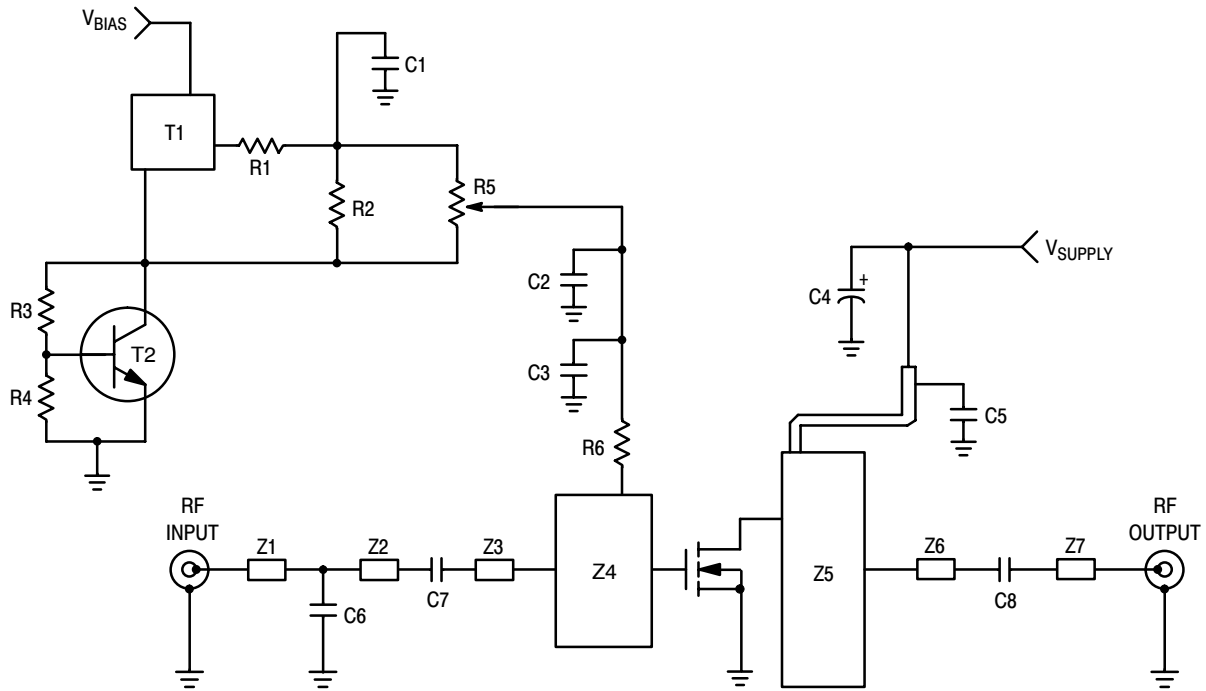 VBIAS
C1
T1
R1
R2
R5
VSUPPLY
C2
C4
+
R3
T2
C3
R4
C5
R6
RF
INPUT
RF
OUTPUT
Z1
Z2
Z3
Z4
Z5
Z6
Z7
C6
C7
C8